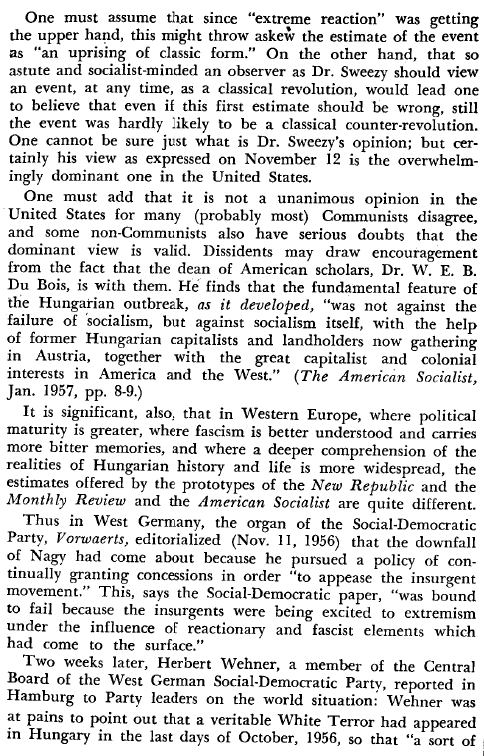 One must assume that since "extreme reaction" was getting
the upper hand, this might throw askew the estimate of the event
as "an uprising of classic form." On the other hand, that so
astute and socialist-minded an observer as Dr. Sweezy should view
an event, at any time, as a classical revolution, would lead one
to believe that even if this first estimate should be wrong, still
the event was hardly likely to be a classical counter-revolution.
One cannot be sure just what is Dr. Sweezy's opinion; but cer-
tainly his view as expressed on November 12 is the overwhelm-
ingly dominant one in the United States.
One must add that it is not a unanimous opinion in the
United States for many (probably most) Communists disagree,
and some non-Communists also have serious doubts that the
dominant view is valid. Dissidents may draw encouragement
from the fact that the dean of American scholars, Dr. W. E. B.
Du Bois, is with them. He finds that the fundamental feature of
the Hungarian outbreak, as it developed, "was not against the
failure of socialism, but against socialism itself, with the help
of former Hungarian capitalists and landholders now gathering
in Austria, together with the great capitalist and colonial
interests in America and the West." (The American Socialist,
Jan. 1957, pp. 8-9.)
It is significant, also, that in Western Europe, where political
maturity is greater, where fascism is better understood and carries
more bitter memories, and where a deeper comprehension of the
realities of Hungarian history and life is more widespread, the
estimates offered by the prototypes of the New Republic and the
Monthly Review and the American Socialist are quite different.
Thus in West Germany, the organ of the Social-Democratic
Party, Vorwaerts, editorialized (Nov. 11, 1956) that the downfall
of Nagy had come about because he pursued a policy of con-
tinually granting concessions in order "to appease the insurgent
movement." This, says the Social-Democratic paper, "was bound
to fail because the insurgents were being excited to extremism
under the influence of reactionary and fascist elements which
had come to the surface."
Two weeks later, Herbert Wehner, a member of the Central
Board of the West German Social-Democratic Party, reported in
Hamburg to Party leaders on the world situation: Wehner was
at pains to point out that a veritable White Terror had appeared
in Hungary in the last days of October, 1956, so that "a sort of